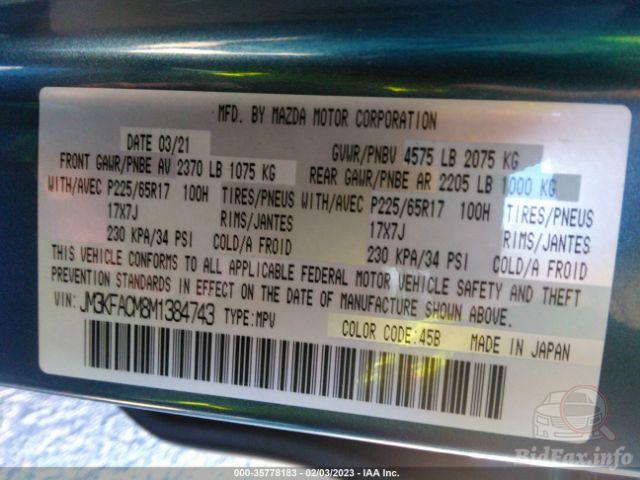 MFD. BY MAZDA MOTOR CORPORATION
DATE 03/21 GVWR/PNBV 4575 LB 2075 KG
FRONT GAWR/PNBE AV 2370 LB 1075 KG REAR GAWR/PNBE AR 2205 LB 1000 KG
WITH/AVEC P225/65R17 100H TIRES/PNEUS WITH/AVEC P225/65R17 100H TIRES/PNEUS
17X7J RIMS/JANTES 17X7J RIMS/JANTES
230 KPA/34 PSI COLD/A FROID 230 KPA/34 PSI COLD/A FROID
THIS VEHICLE CONFORMS TO ALL APPLICABLE FEDERAL MOTOR VEHICLE SAFETY AND THEFT
PREVENTION STANDARDS IN EFFECT ON THE DATE OF MANUFACTURE SHOWN ABOVE.
VIN: JM3KFACM8M1384743 TYPE: MPV
COLOR CODE: 45B MADE IN JAPAN
BidFax.info
000-35778183 - 02/03/2023 - IAA Inc.